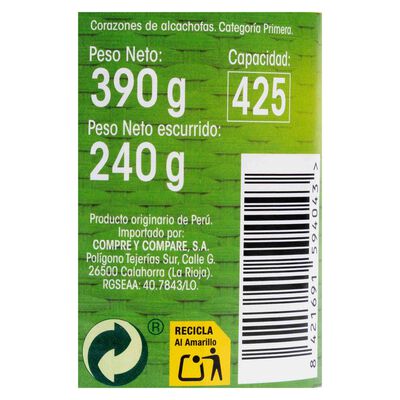 Corazones de alcachofas. Categoría Primera.
Peso Neto:
390 g
Capacidad:
425
Peso Neto escurrido:
240 g
Producto originario de Perú.
Importado por:
COMPRE Y COMPARE, S.A.
Polígono Tejerías Sur, Calle G.
26500 Calahorra (La Rioja).
RGSEAA: 40.7843/LO.
8 421691 594043 >
®
RECICLA
Al Amarillo